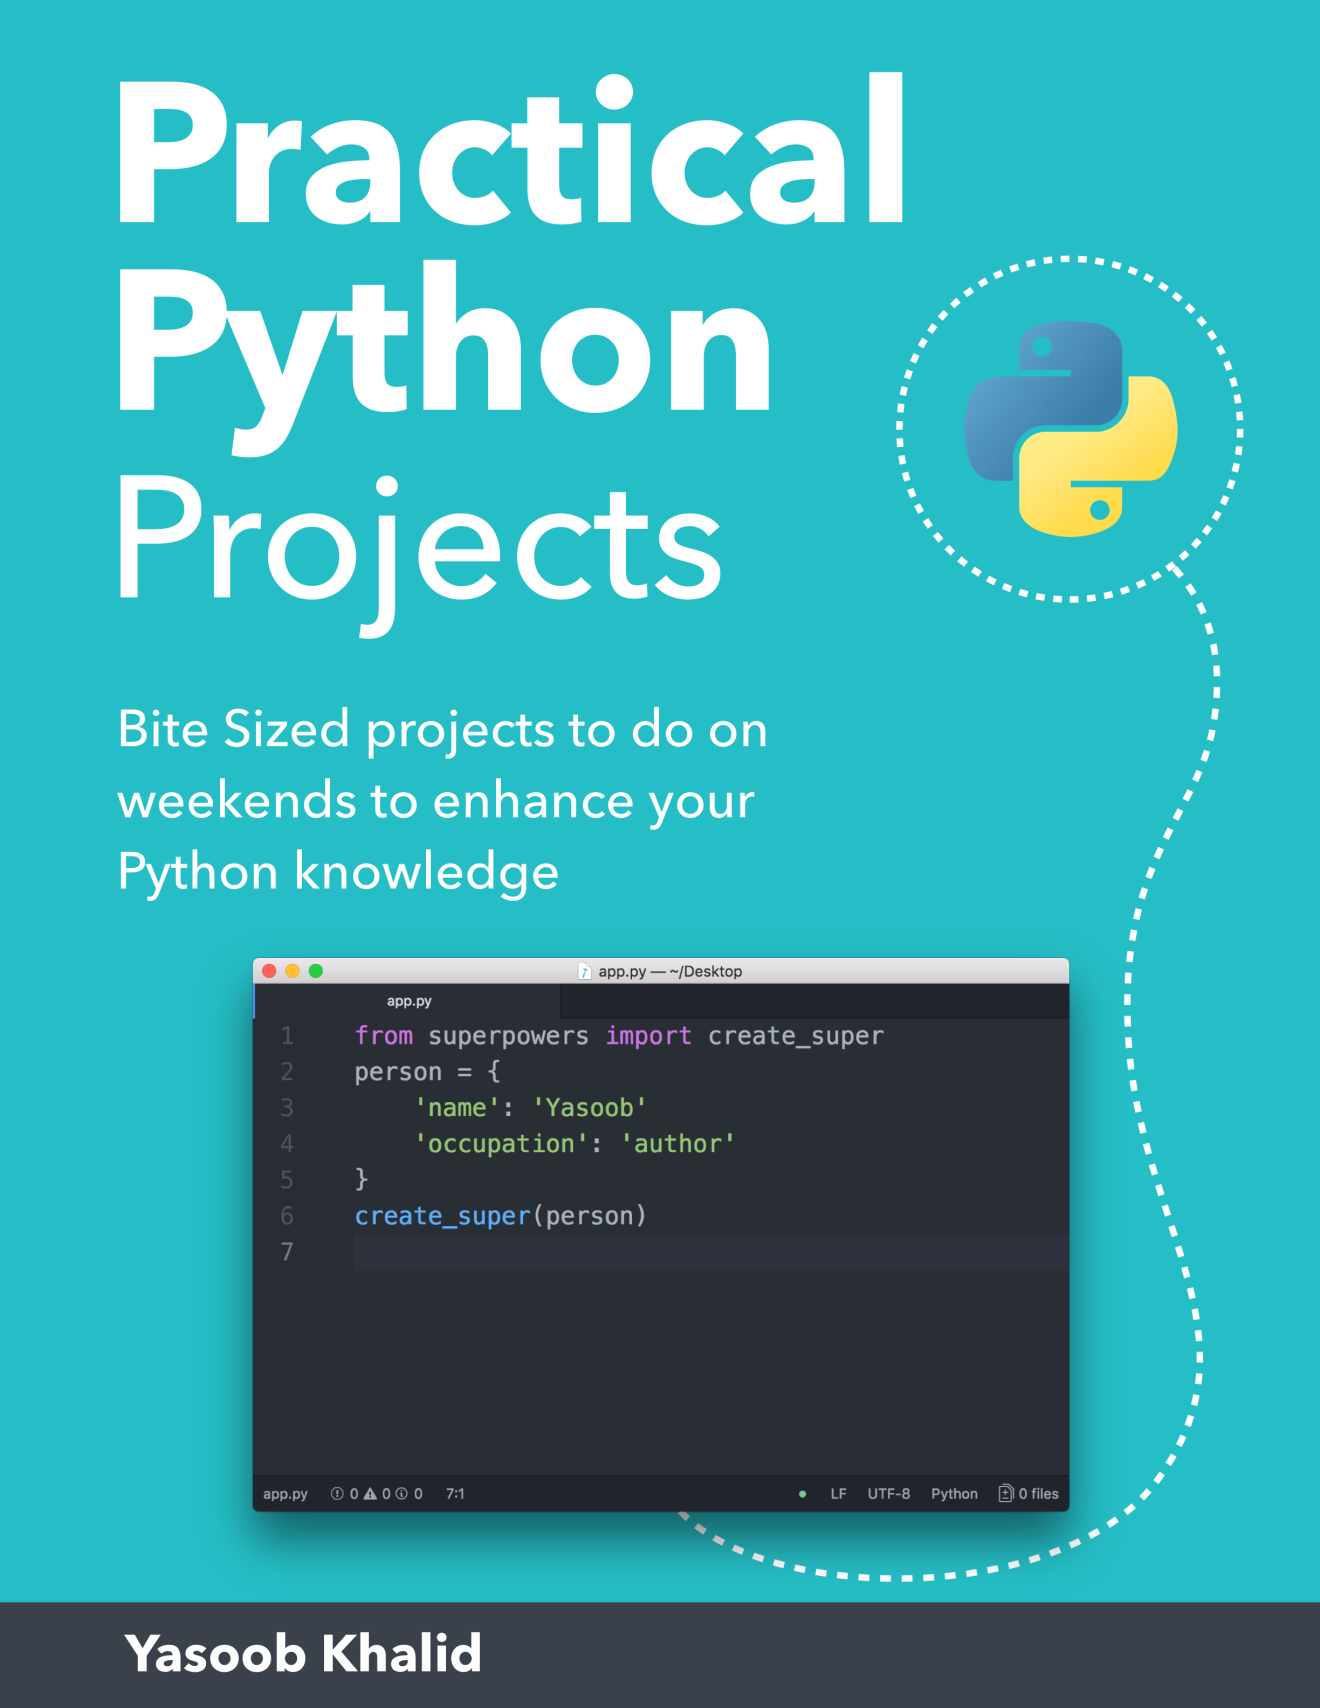 Practical
Python
Projects
Bite Sized projects to do on
weekends to enhance your
Python knowledge
app.py — ~/Desktop
app.py
1 from superpowers import create_super
2 person = {
3     'name': 'Yasoob'
4     'occupation': 'author'
5 }
6 create_super(person)
7
app.py 0 0 0 7:1 LF UTF-8 Python 0 files
Yasoob Khalid